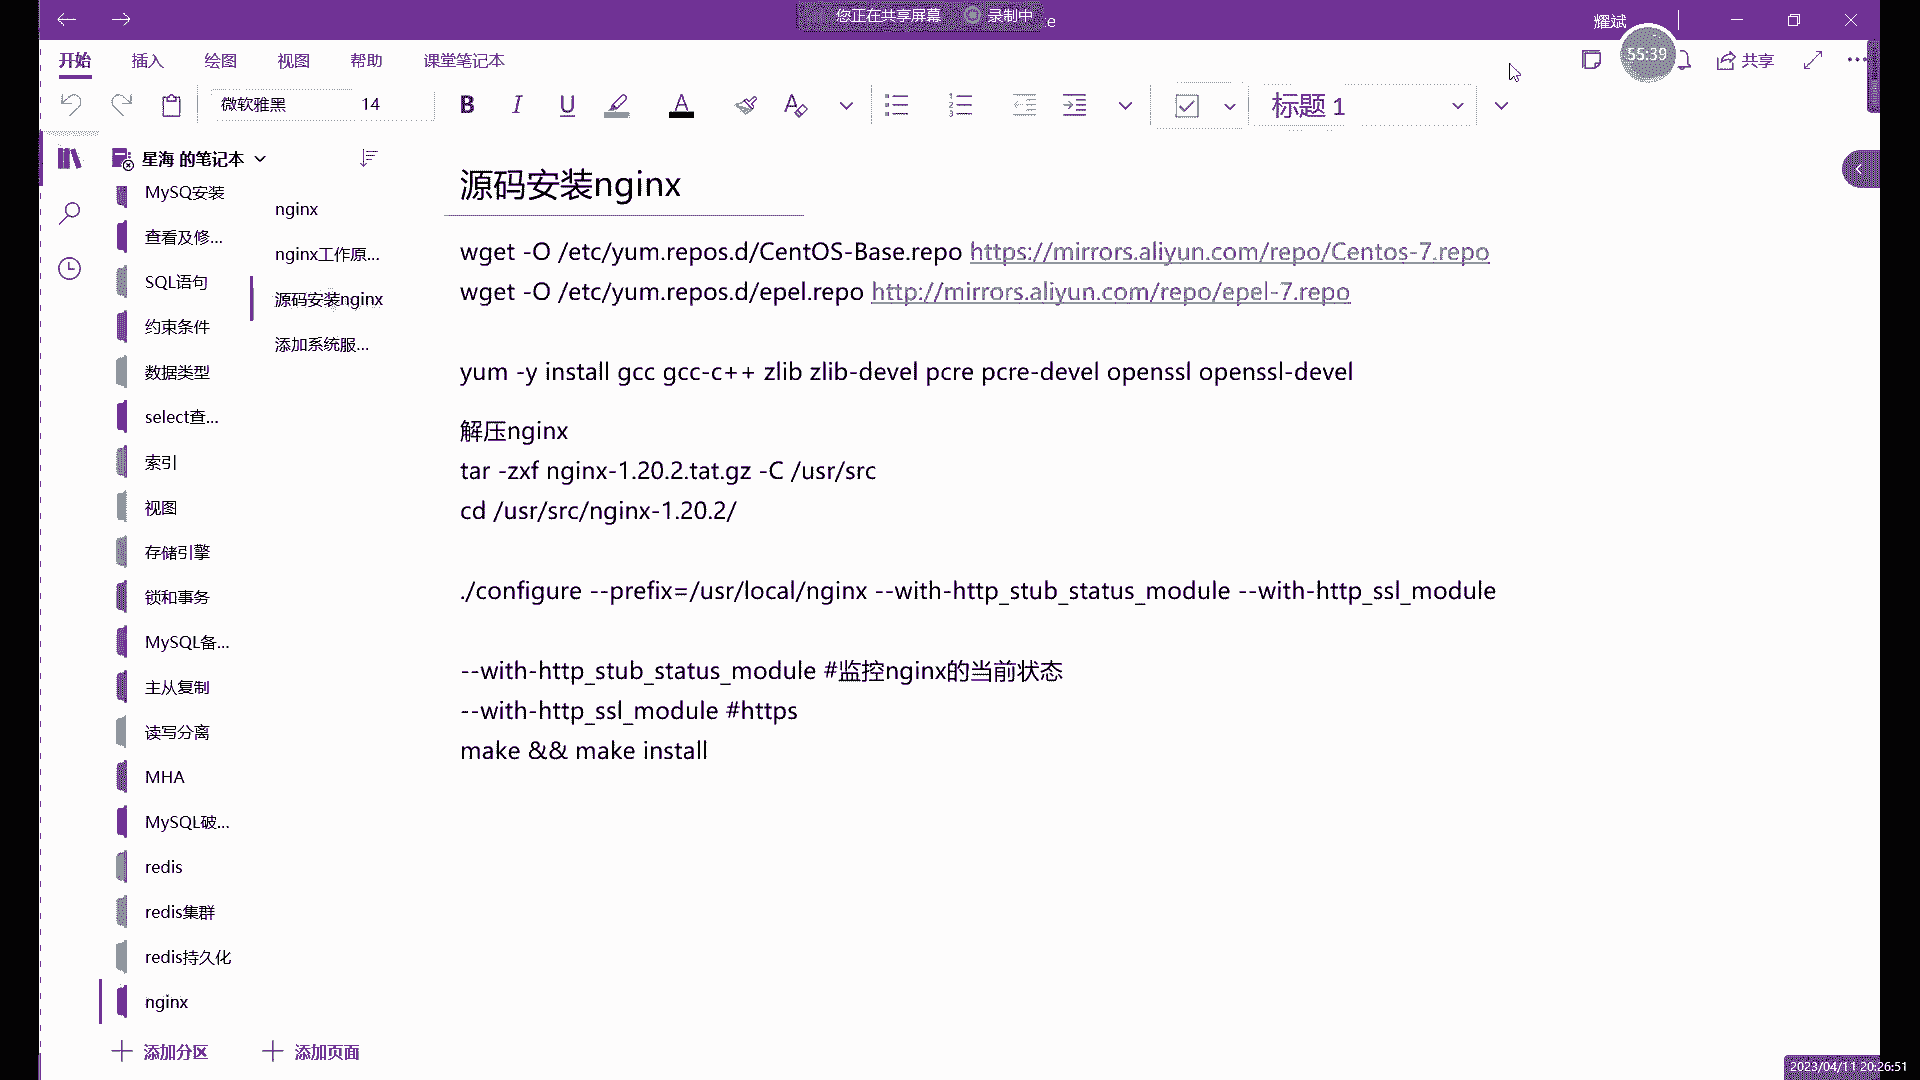 您正在共享屏幕 录制中 e
耀斌
55:39
开始 插入 绘图 视图 帮助 课堂笔记本
共享
微软雅黑 14 B I U A 标题 1
星海 的笔记本
MySQ安装
查看及修...
SQL语句
约束条件
数据类型
select查...
索引
视图
存储引擎
锁和事务
MySQL备...
主从复制
读写分离
MHA
MySQL破...
redis
redis集群
redis持久化
nginx
添加分区
nginx
nginx工作原...
源码安装nginx
添加系统服...
添加页面
源码安装nginx
wget -O /etc/yum.repos.d/CentOS-Base.repo https://mirrors.aliyun.com/repo/Centos-7.repo
wget -O /etc/yum.repos.d/epel.repo http://mirrors.aliyun.com/repo/epel-7.repo
yum -y install gcc gcc-c++ zlib zlib-devel pcre pcre-devel openssl openssl-devel
解压nginx
tar -zxf nginx-1.20.2.tat.gz -C /usr/src
cd /usr/src/nginx-1.20.2/
./configure --prefix=/usr/local/nginx --with-http_stub_status_module --with-http_ssl_module
--with-http_stub_status_module #监控nginx的当前状态
--with-http_ssl_module #https
make && make install
2023/04/11 20:26:51